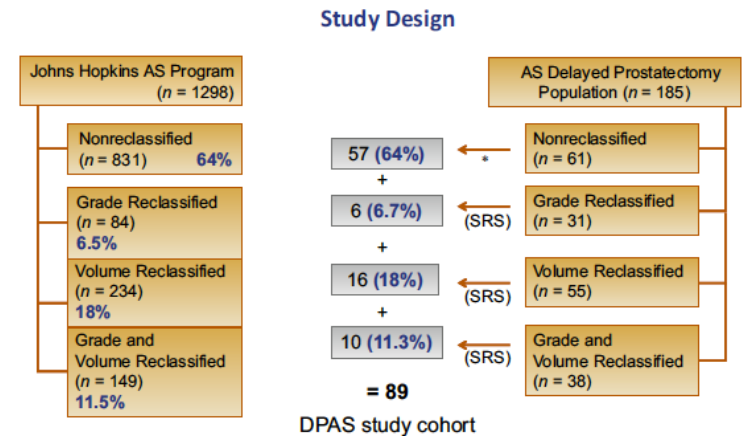 Study Design
Johns Hopkins AS Program
(n = 1298)
Nonreclassified
(n = 831) 64%
Grade Reclassified
(n = 84)
6.5%
Volume Reclassified
(n = 234)
18%
Grade and
Volume Reclassified
(n = 149)
11.5%
57 (64%)
+
6 (6.7%)
+
16 (18%)
+
10 (11.3%)
= 89
DPAS study cohort
*
(SRS)
(SRS)
(SRS)
AS Delayed Prostatectomy
Population (n = 185)
Nonreclassified
(n = 61)
Grade Reclassified
(n = 31)
Volume Reclassified
(n = 55)
Grade and
Volume Reclassified
(n = 38)